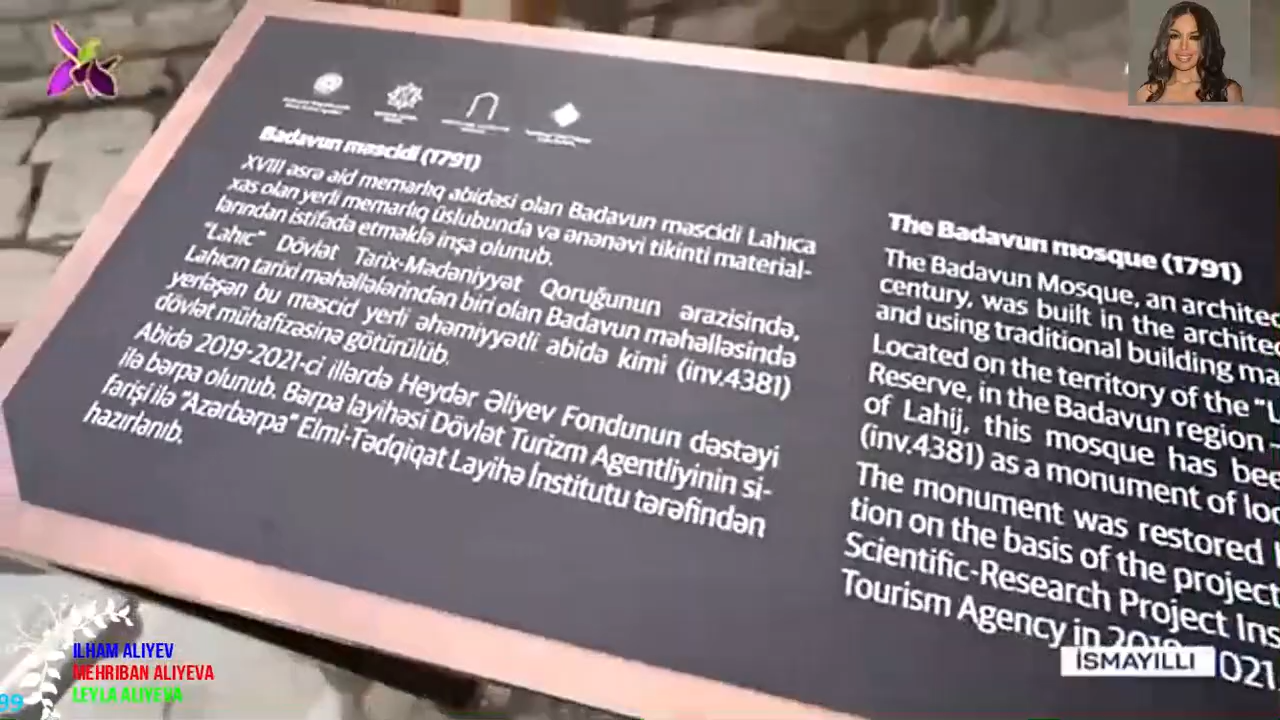 Badavun məscidi (1791)
XVIII əsrə aid memarlıq abidəsi olan Badavun məscidi Lahıca
xas olan yerli memarlıq üslubunda və ənənəvi tikinti material-
larından istifadə etməklə inşa olunub.
"Lahıc" Dövlət Tarix-Mədəniyyət Qoruğunun ərazisində,
Lahıcın tarixi məhəllələrindən biri olan Badavun məhəlləsində
yerləşən bu məscid yerli əhəmiyyətli abidə kimi (inv.4381)
dövlət mühafizəsinə götürülüb.
Abidə 2019-2021-ci illərdə Heydər Əliyev Fondunun dəstəyi
ilə bərpa olunub. Bərpa layihəsi Dövlət Turizm Agentliyinin si-
farişi ilə "Azərbərpa" Elmi-Tədqiqat Layihə İnstitutu tərəfindən
hazırlanıb.
The Badavun mosque (1791)
The Badavun Mosque, an architec
century, was built in the architec
and using traditional building ma
Located on the territory of the "L
Reserve, in the Badavun region -
of Lahij, this mosque has bee
(inv.4381) as a monument of loc
The monument was restored
tion on the basis of the project
Scientific-Research Project Ins
Tourism Agency in 2019 021.
İSMAYILLI
ILHAM ALIYEV
MEHRIBAN ALIYEVA
LEYLA ALIYEVA
99